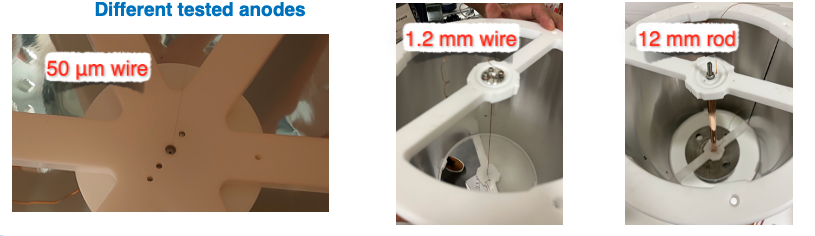 Different tested anodes
50 μm wire
1.2 mm wire
12 mm rod